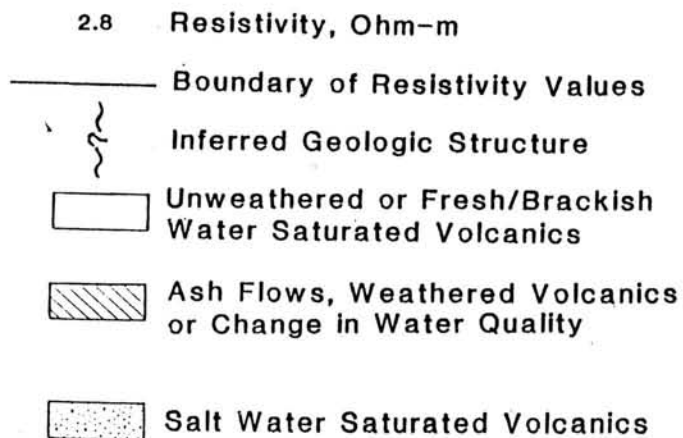 2.8 Resistivity, Ohm-m
Boundary of Resistivity Values
Inferred Geologic Structure
Unweathered or Fresh/Brackish
Water Saturated Volcanics
Ash Flows, Weathered Volcanics
or Change in Water Quality
Salt Water Saturated Volcanics